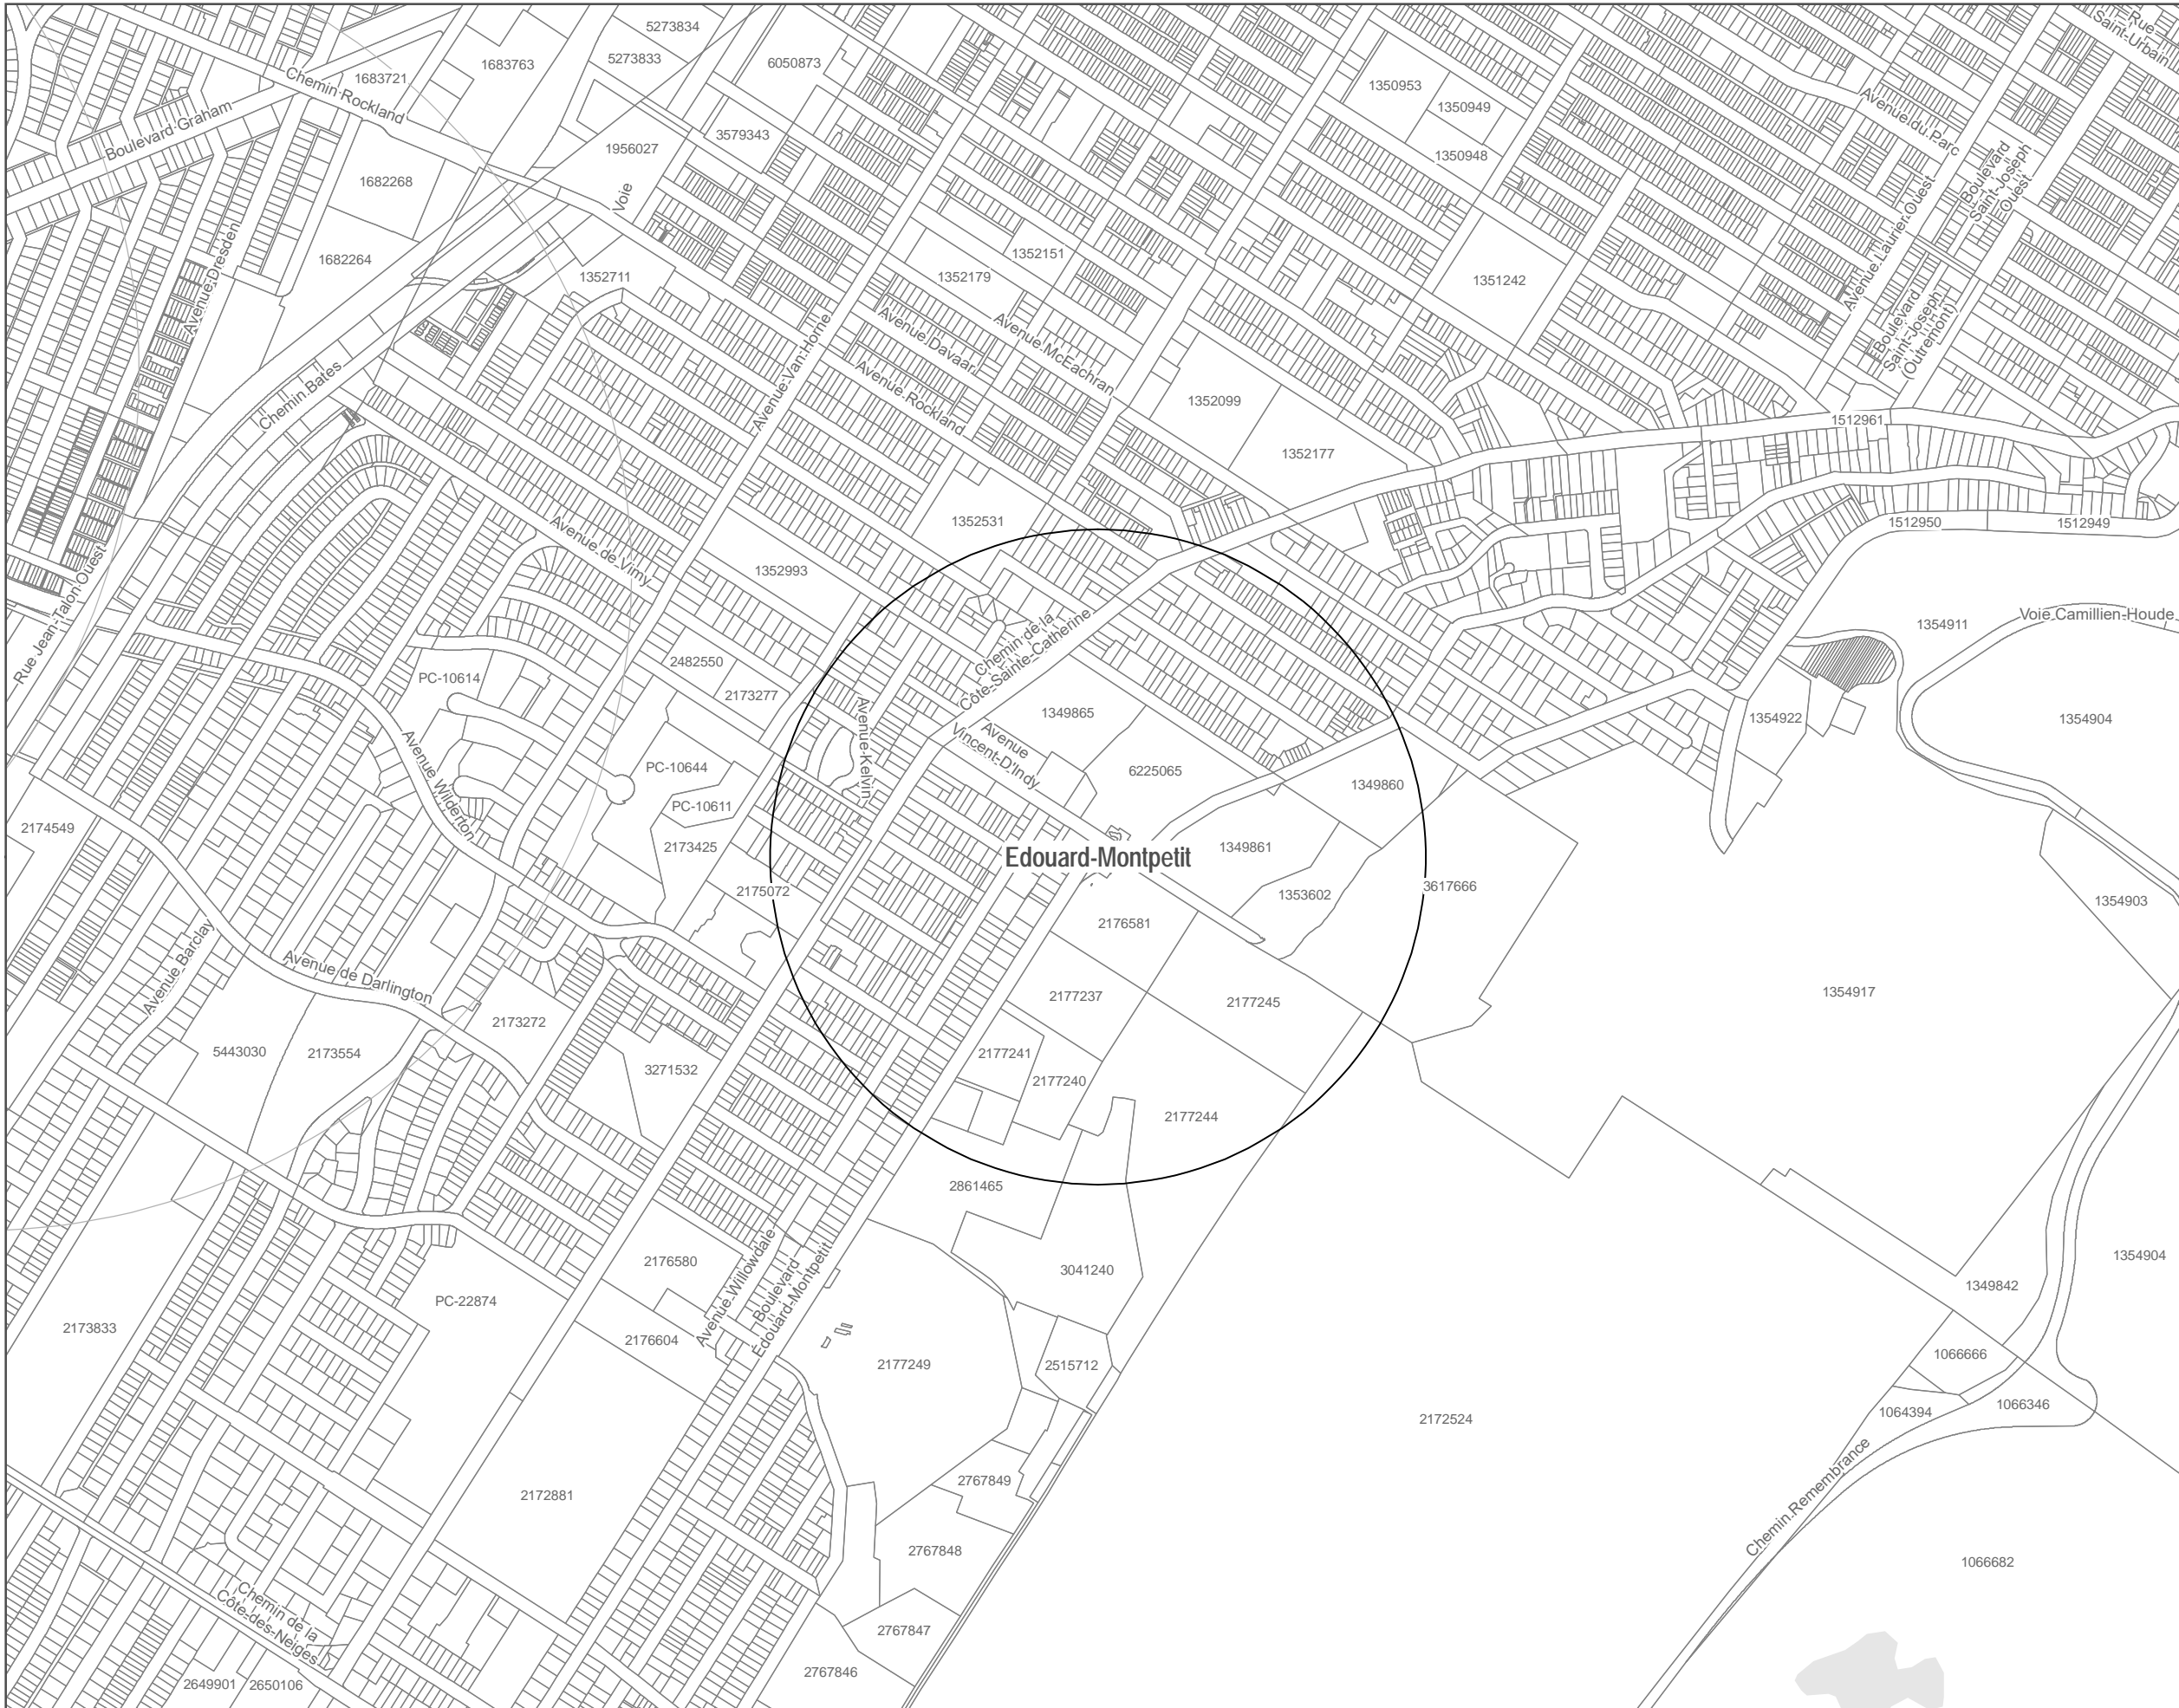 5273834
5273833
6050873
1683763
1683721
Chemin Rockland
Boulevard Graham
Rue
Saint-Urbain
1350953
1350949
1350948
Avenue du Parc
3579343
1956027
Voie
1682268
1682264
Avenue Dresden
Boulevard
Saint-Joseph
Ouest
Avenue Laurier Ouest
1352151
1352179
1352711
1351242
Boulevard
Saint-Joseph
(Outremont)
Avenue Van Horne
Avenue Davaar
Avenue McEachran
Avenue Rockland
Chemin Bates
1352099
1352177
1512961
1352531
1512950
1512949
Avenue de Vimy
1352993
Rue Jean-Talon Ouest
Chemin de la
Côte-Sainte-Catherine
1354911
Voie Camillien-Houde
2482550
2173277
PC-10614
Avenue Kelvin
1349865
Avenue
Vincent-D'Indy
1354922
1354904
Avenue Wilderton
PC-10644
PC-10611
6225065
1349860
2174549
2173425
1349861
Edouard-Montpetit
2175072
1353602
3617666
1354903
2176581
Avenue Barclay
Avenue de Darlington
2177237
2177245
1354917
2173272
5443030
2173554
2177241
3271532
2177240
2177244
2861465
2176580
Avenue Willowdale
Boulevard
Édouard-Montpetit
3041240
1354904
1349842
PC-22874
2173833
2176604
2177249
2515712
1066666
1066346
1064394
2172524
Chemin Remembrance
2172881
2767849
2767848
1066682
Chemin de la
Côte-des-Neiges
2767847
2767846
2649901
2650106